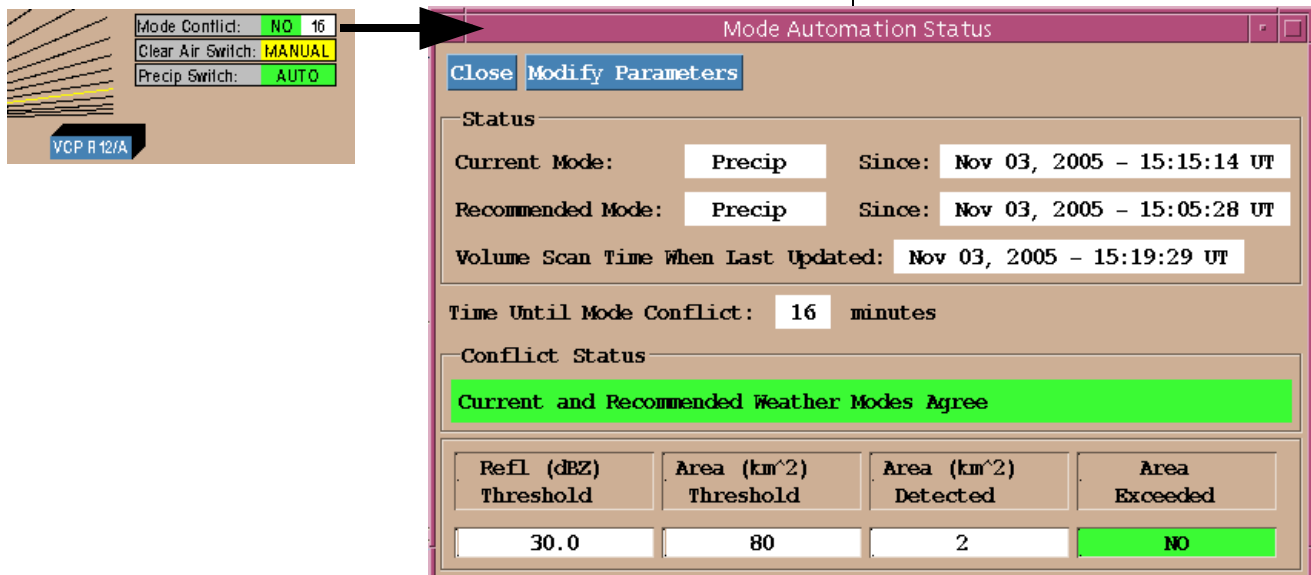 Mode Conflict: NO 16
Clear Air Switch: MANUAL
Precip Switch: AUTO
VCP R12/A
Mode Automation Status
Close Modify Parameters
Status
Current Mode: Precip Since: Nov 03, 2005 – 15:15:14 UT
Recommended Mode: Precip Since: Nov 03, 2005 – 15:05:28 UT
Volume Scan Time When Last Updated: Nov 03, 2005 – 15:19:29 UT
Time Until Mode Conflict: 16 minutes
Conflict Status
Current and Recommended Weather Modes Agree
Refl (dBZ) Area (km^2) Area (km^2) Area
Threshold Threshold Detected Exceeded
30.0 80 2 NO